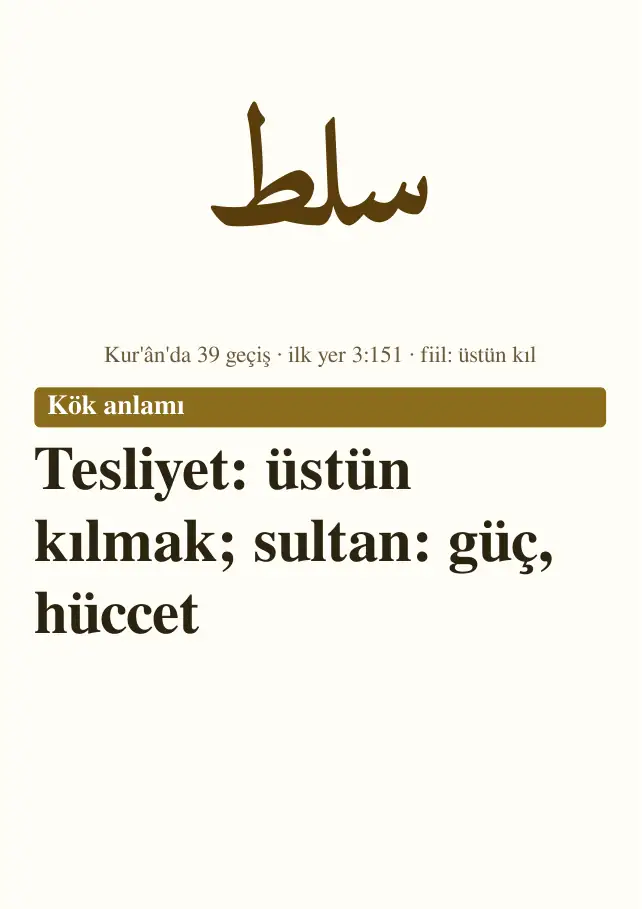 سلط
Kur'ân'da 39 geçiş · ilk yer 3:151 · fiil: üstün kıl
Kök anlamı
Tesliyet: üstün
kılmak; sultan: güç,
hüccet